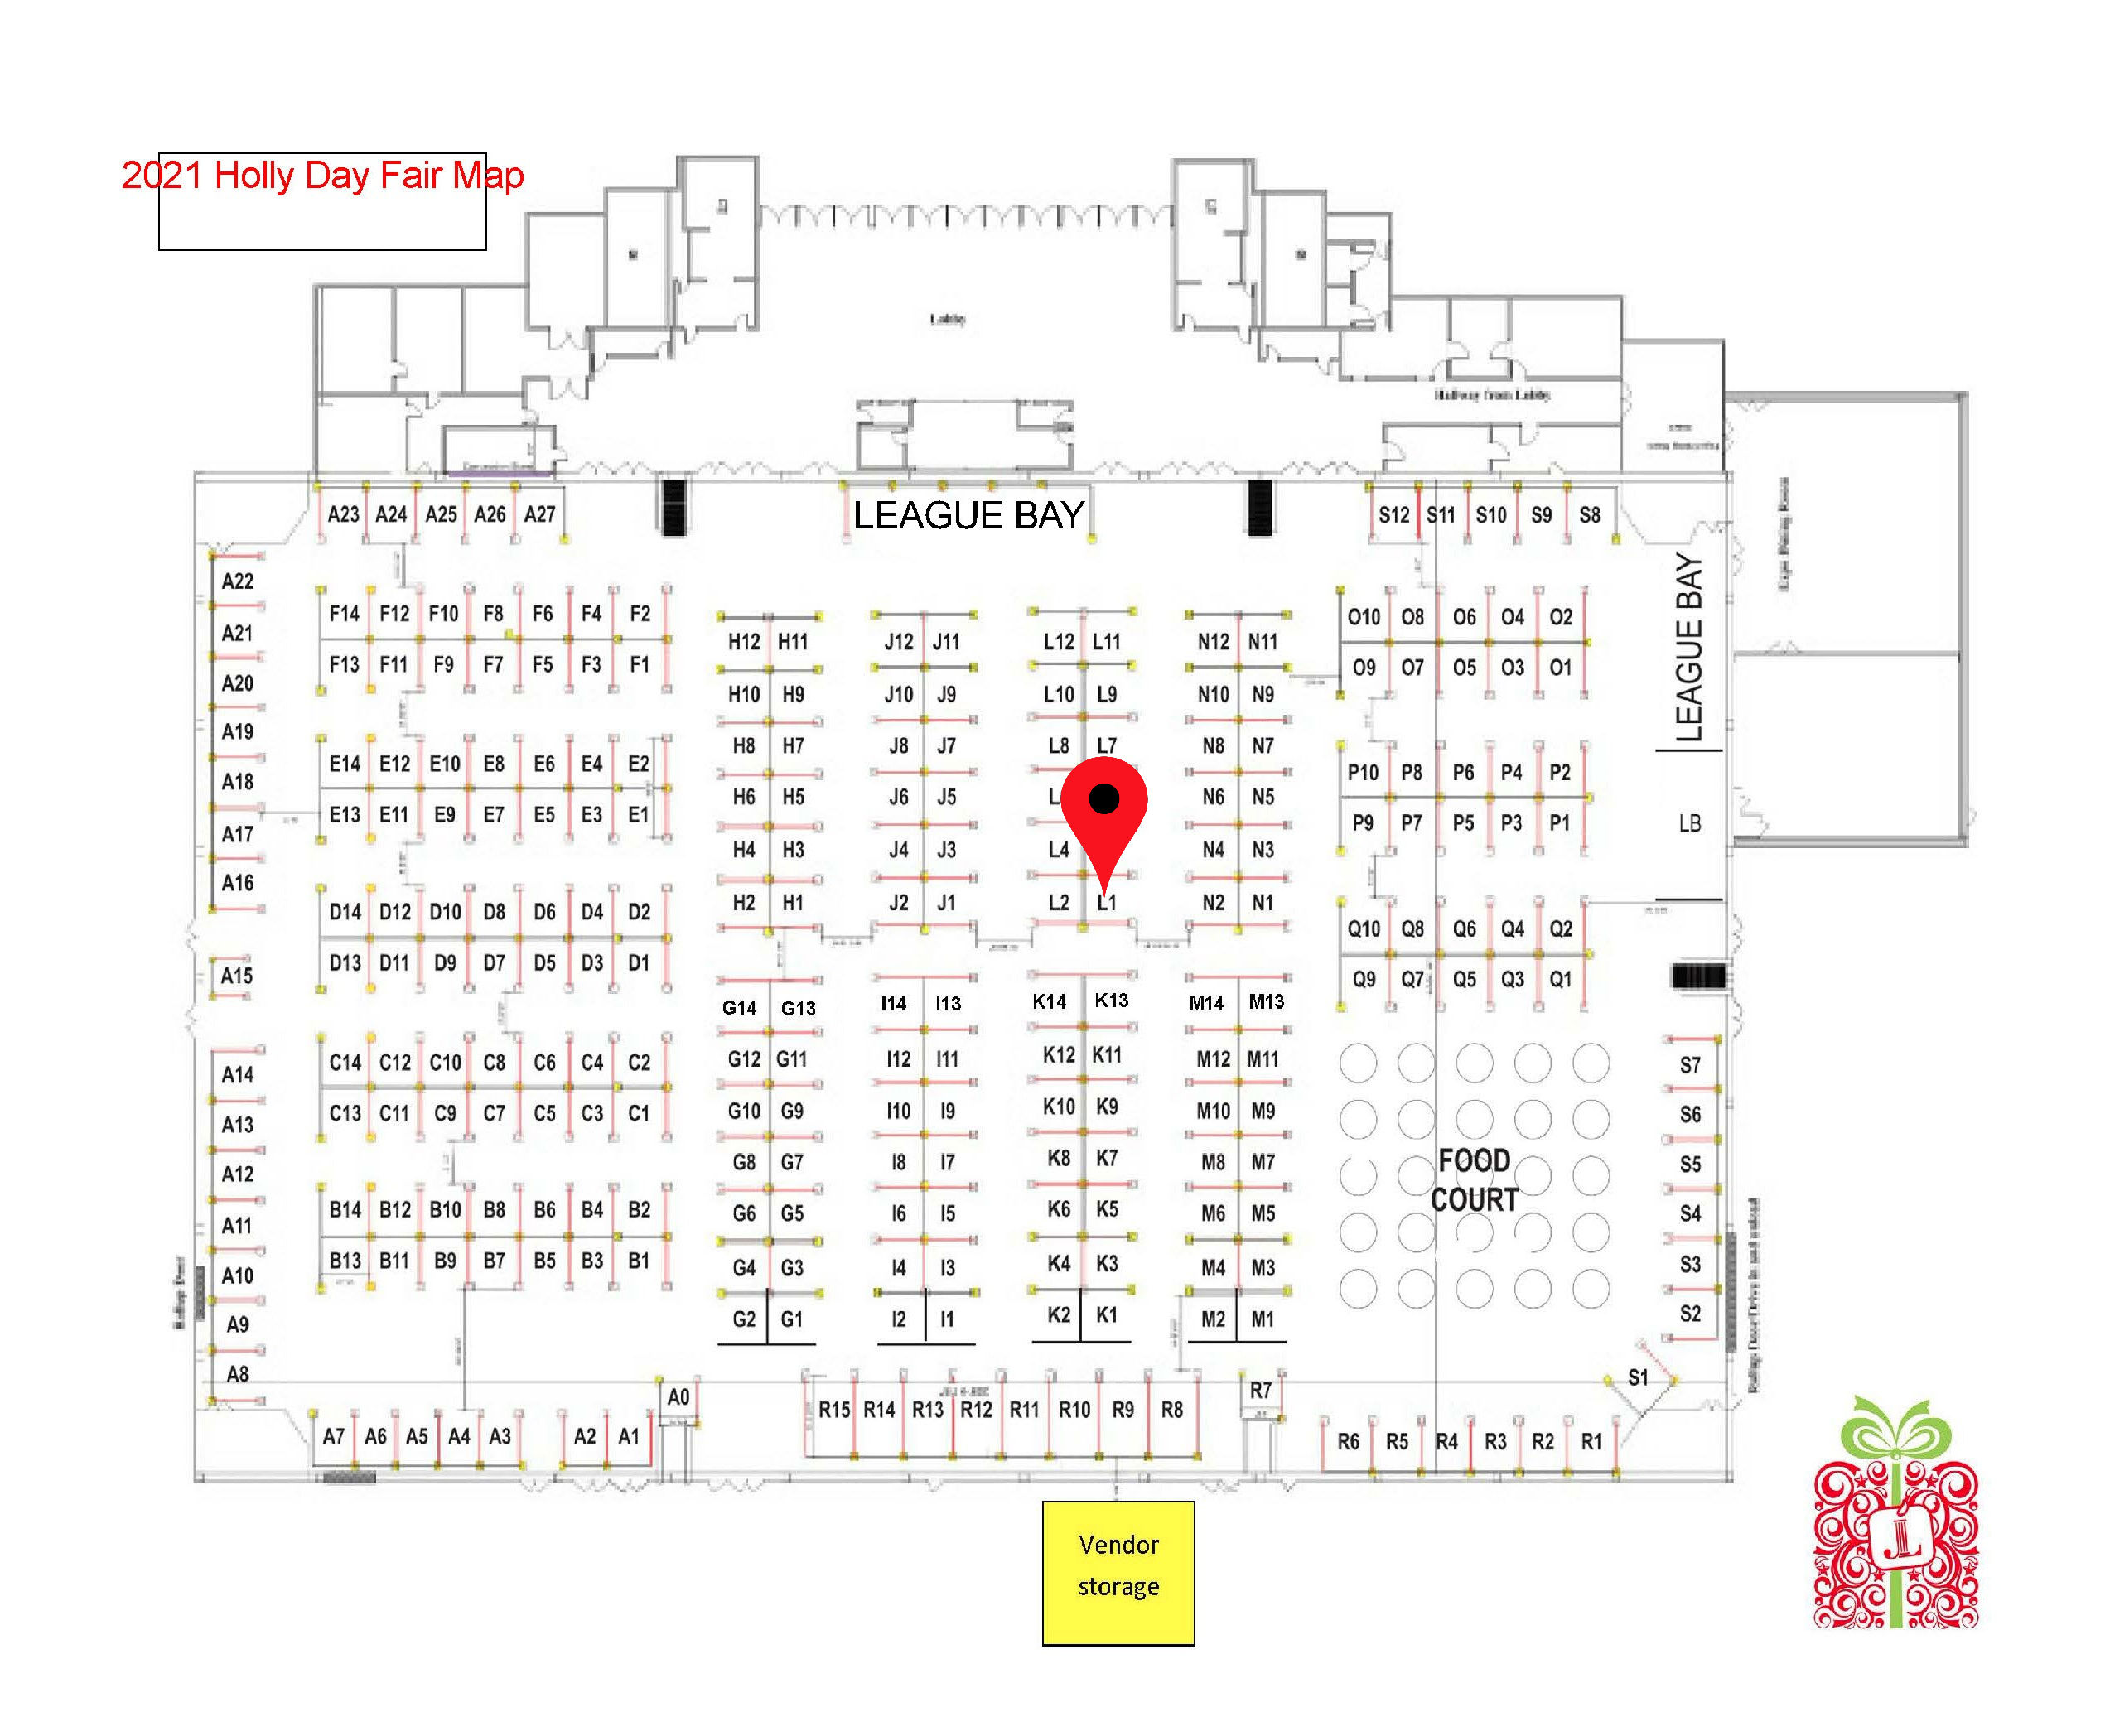 2021 Holly Day Fair Map
Lobby
Hallway from Lobby
LEAGUE BAY
A23 A24 A25 A26 A27
S12 S11 S10 S9 S8
A22
A21
A20
A19
A18
A17
A16
A15
A14
A13
A12
A11
A10
A9
A8
F14 F12 F10 F8 F6 F4 F2
F13 F11 F9 F7 F5 F3 F1
E14 E12 E10 E8 E6 E4 E2
E13 E11 E9 E7 E5 E3 E1
D14 D12 D10 D8 D6 D4 D2
D13 D11 D9 D7 D5 D3 D1
C14 C12 C10 C8 C6 C4 C2
C13 C11 C9 C7 C5 C3 C1
B14 B12 B10 B8 B6 B4 B2
B13 B11 B9 B7 B5 B3 B1
H12 H11
H10 H9
H8 H7
H6 H5
H4 H3
H2 H1
G14 G13
G12 G11
G10 G9
G8 G7
G6 G5
G4 G3
G2 G1
J12 J11
J10 J9
J8 J7
J6 J5
J4 J3
J2 J1
I14 I13
I12 I11
I10 I9
I8 I7
I6 I5
I4 I3
I2 I1
L12 L11
L10 L9
L8 L7
L
L4
L2 L1
K14 K13
K12 K11
K10 K9
K8 K7
K6 K5
K4 K3
K2 K1
N12 N11
N10 N9
N8 N7
N6 N5
N4 N3
N2 N1
M14 M13
M12 M11
M10 M9
M8 M7
M6 M5
M4 M3
M2 M1
O10 O8 O6 O4 O2
O9 O7 O5 O3 O1
P10 P8 P6 P4 P2
P9 P7 P5 P3 P1
Q10 Q8 Q6 Q4 Q2
Q9 Q7 Q5 Q3 Q1
LEAGUE BAY
LB
FOOD
COURT
S7
S6
S5
S4
S3
S2
S1
A7 A6 A5 A4 A3 A2 A1
A0
R15 R14 R13 R12 R11 R10 R9 R8
R7
R6 R5 R4 R3 R2 R1
Vendor
storage
JL